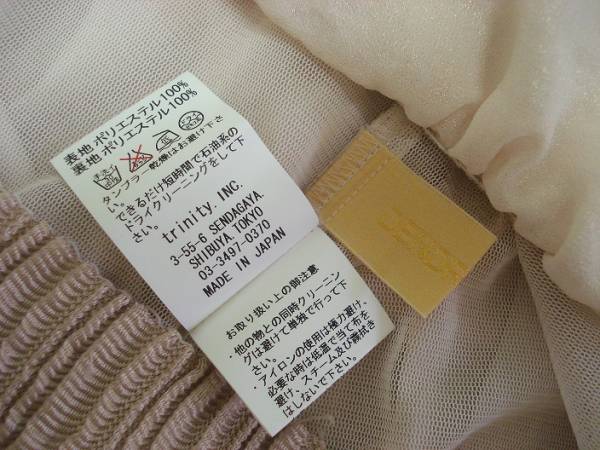 表地 ポリエステル100%
裏地 ポリエステル100%
タンブラー乾燥はお避け下さ
い。できるだけ短時間で石油系の
ドライクリーニングをして下
さい。
trinity. INC.
3-55-6 SENDAGAYA,
SHIBUYA, TOKYO
03-3497-0370
MADE IN JAPAN
お取り扱い上の御注意
・他の物との同時クリーニン
グは避けて単独で行って下
さい。
・アイロンの使用は極力避け、
必要な時は低温で当て布を
避け、スチーム及び霧拭き
はしないで下さい。